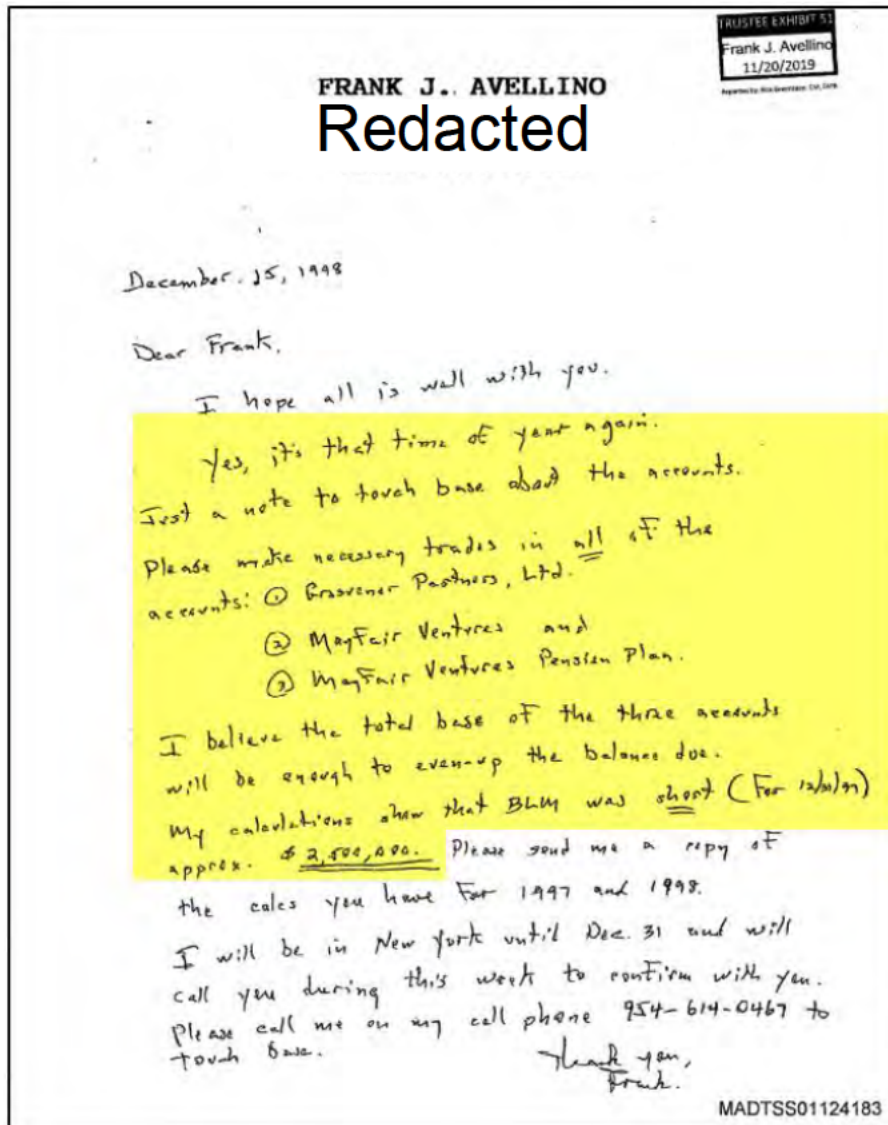 TRUSTEE EXHIBIT 51
Frank J. Avellino
11/20/2019
FRANK J. AVELLINO
Redacted
December. 15, 1998
Dear Frank,
I hope all is well with you.
Yes, it's that time of year again.
Just a note to touch base about the accounts.
Please make necessary trades in all of the
accounts: ① Grosvenor Partners, Ltd.
② Mayfair Ventures and
③ Mayfair Ventures Pension Plan.
I believe the total base of the three accounts
will be enough to even-up the balance due.
My calculations show that BLM was short (For 12/31/97)
approx. $ 2,500,000. Please send me a copy of
the calcs you have For 1997 and 1998.
I will be in New York until Dec. 31 and will
call you during this week to confirm with you.
Please call me on my cell phone 954-614-0467 to
touch base.
Thank you,
Frank.
MADTSS01124183